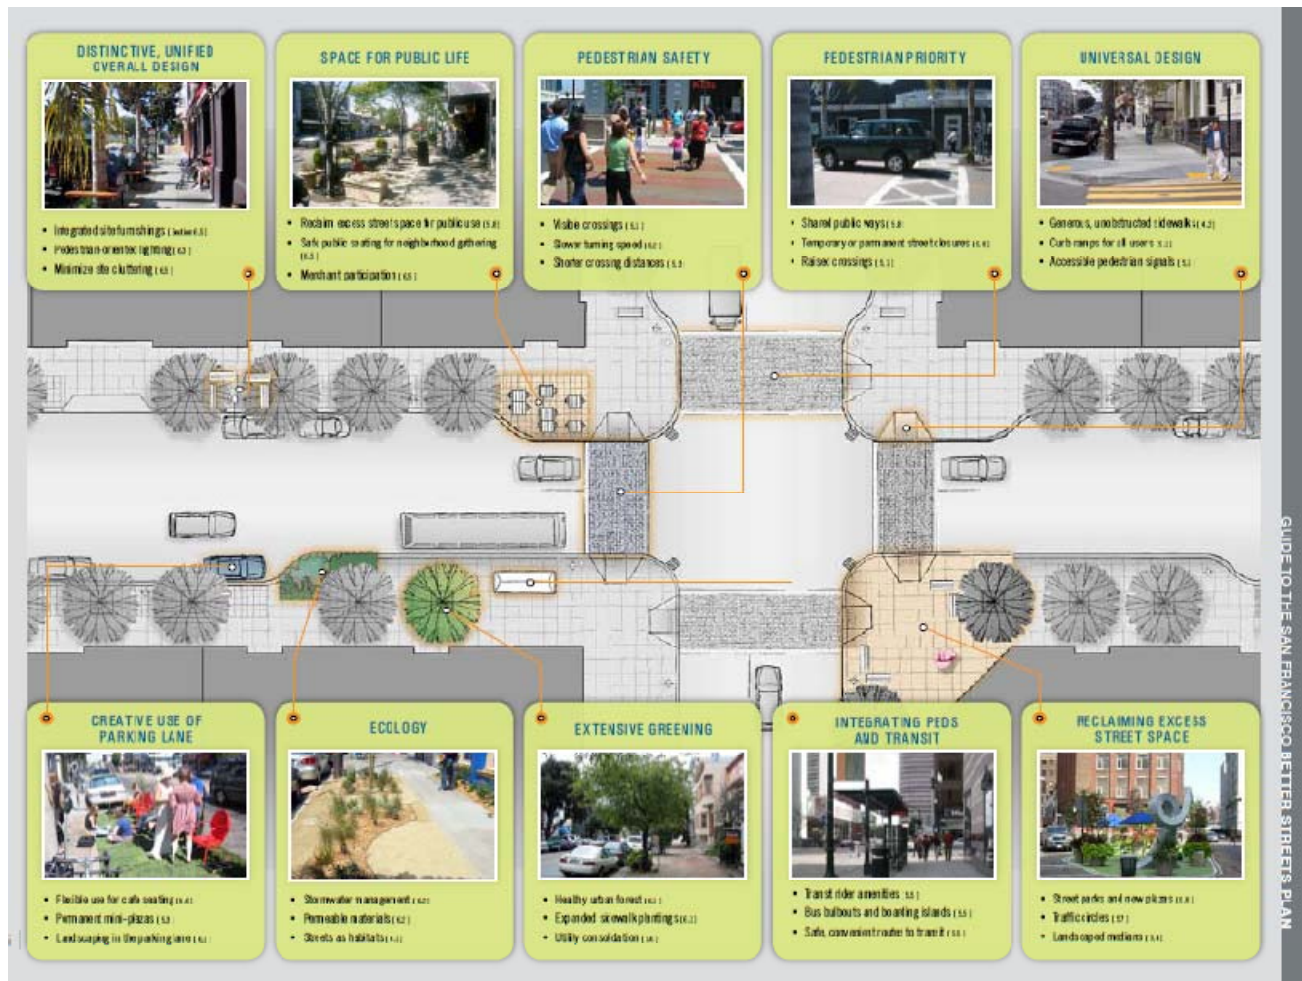 DISTINCTIVE, UNIFIED
OVERALL DESIGN
Integrated site furnishings
Pedestrian-oriented lighting
Minimize site cluttering
SPACE FOR PUBLIC LIFE
Reclaim excess street space for public use
Safe public seating for neighborhood gathering
Merchant participation
PEDESTRIAN SAFETY
Visible crossings
Slower turning speed
Shorter crossing distances
PEDESTRIAN PRIORITY
Shared public ways
Temporary or permanent street closures
Raised crossings
UNIVERSAL DESIGN
Generous, unobstructed sidewalks
Curb ramps for all users
Accessible pedestrian signals
CREATIVE USE OF
PARKING LANE
Flexible use for cafe seating
Permanent mini-plazas
Landscaping in the parking lane
ECOLOGY
Stormwater management
Permeable materials
Streets as habitats
EXTENSIVE GREENING
Healthy urban forest
Expanded sidewalk plantings
Utility consolidation
INTEGRATING PEDS
AND TRANSIT
Transit rider amenities
Bus bulbouts and boarding islands
Safe, convenient route to transit
RECLAIMING EXCESS
STREET SPACE
Street parks and new plazas
Traffic circles
Landscaped medians
GUIDE TO THE SAN FRANCISCO BETTER STREETS PLAN